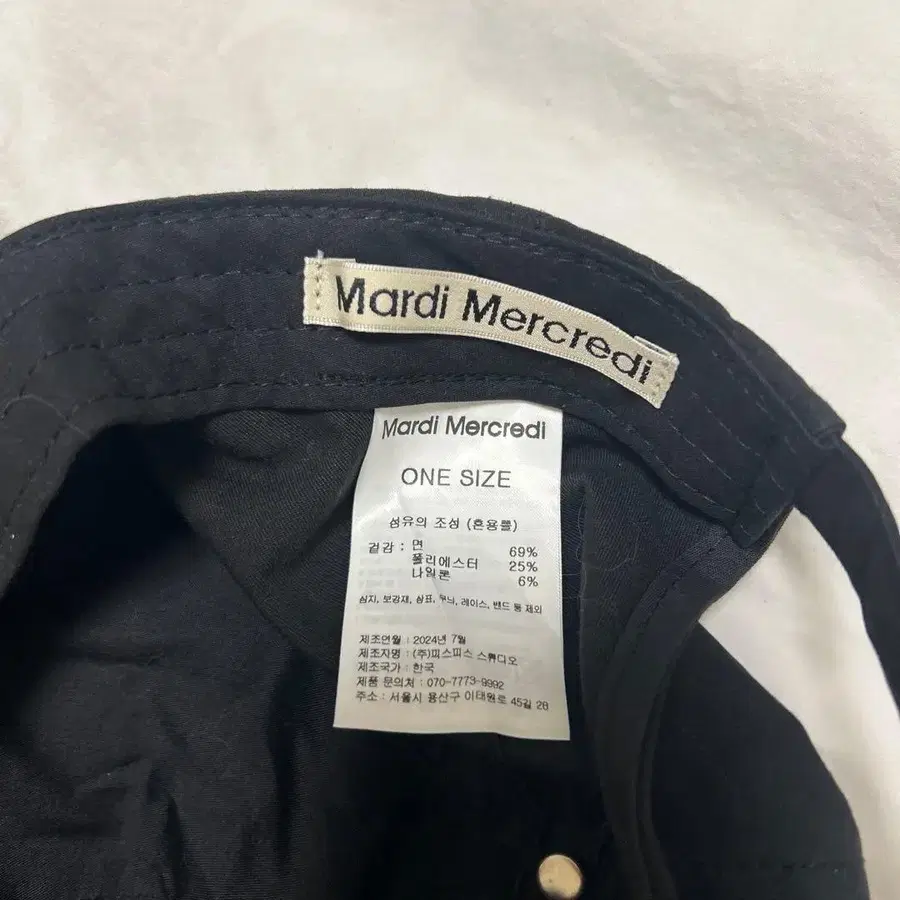 Mardi Mercredi
Mardi Mercredi
ONE SIZE
섬유의 조성 (혼용률)
겉감 : 면 69%
폴리에스터 25%
나일론 6%
심지, 보강재, 상표, 무늬, 레이스, 밴드 등 제외
제조연월 : 2024년 7월
제조자명 : (주)피스피스 스튜디오
제조국가 : 한국
제품 문의처 : 070-7773-9992
주소 : 서울시 용산구 이태원로 45길 28